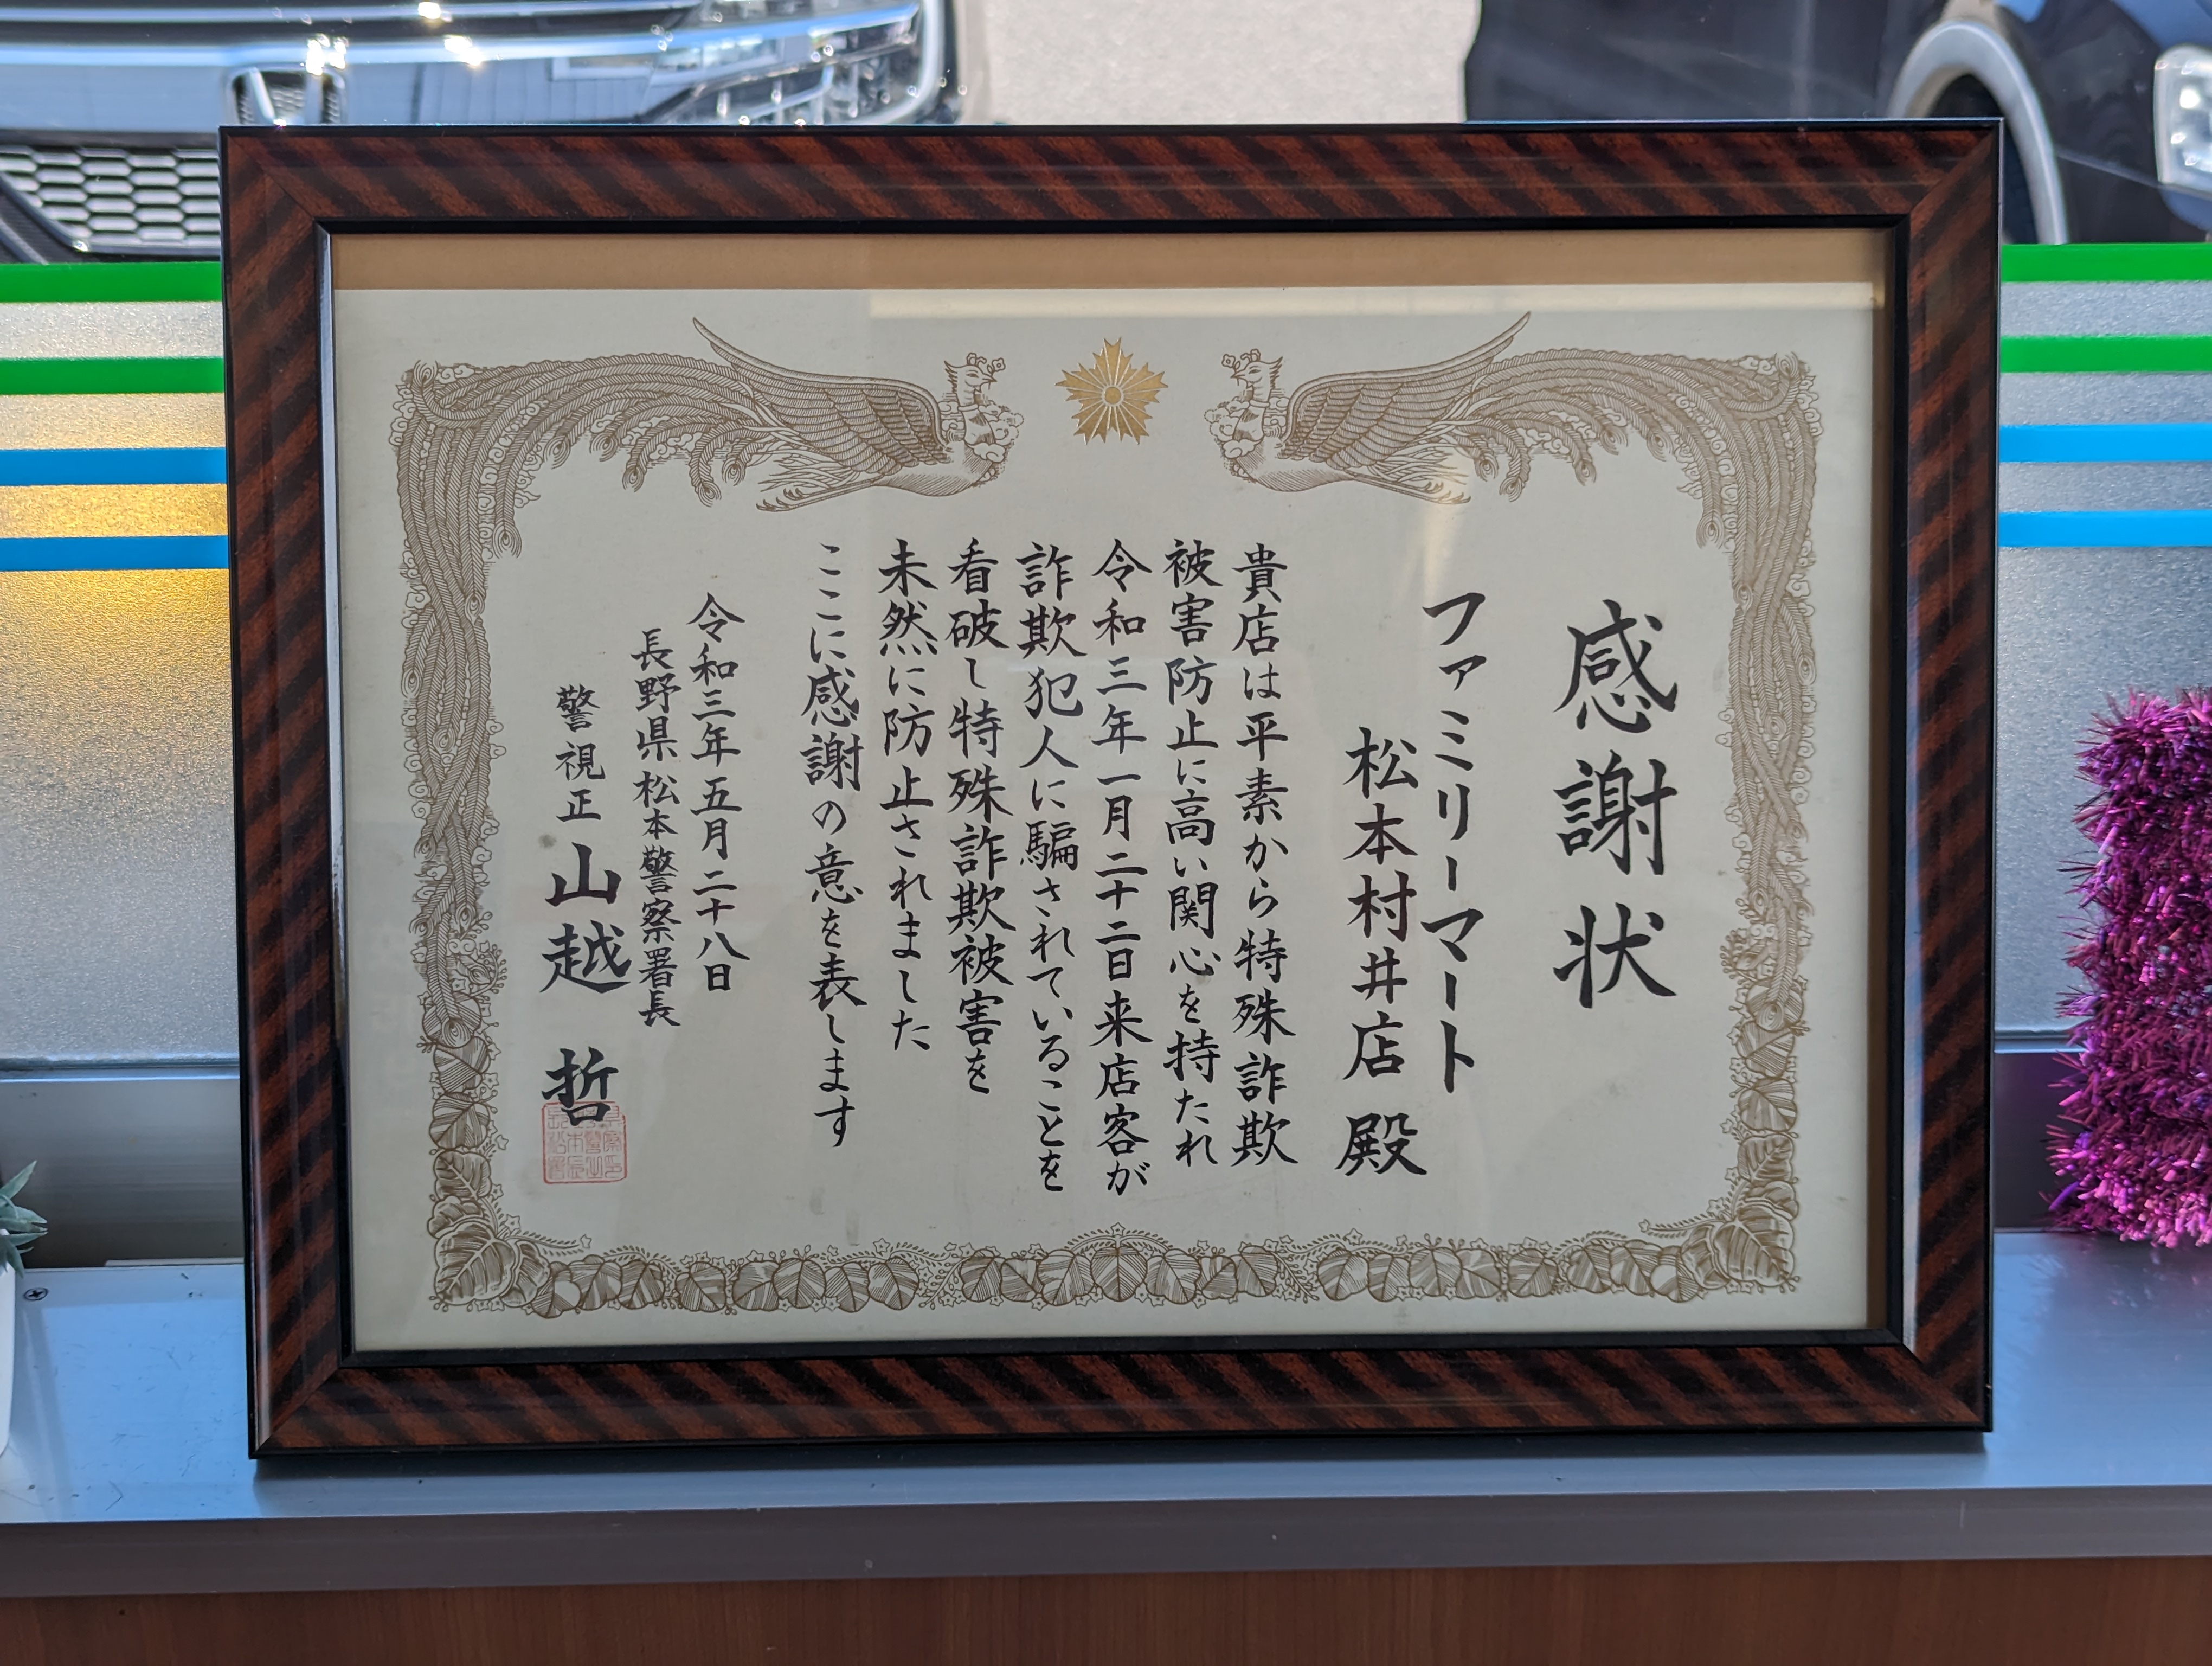 感謝状
ファミリーマート
松本村井店 殿
貴店は平素から特殊詐欺
被害防止に高い関心を持たれ
令和三年一月二十二日来店客が
詐欺犯人に騙されていることを
看破し特殊詐欺被害を
未然に防止されました
ここに感謝の意を表します
令和三年五月二十八日
長野県松本警察署長
警視正 山越 哲